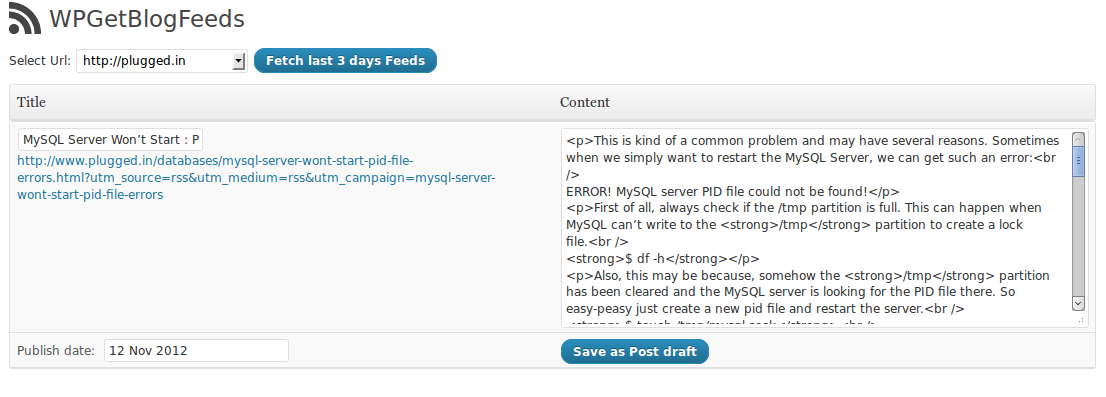 WPGetBlogFeeds
Select Url: http://plugged.in Fetch last 3 days Feeds
Title Content
MySQL Server Won’t Start : P
http://www.plugged.in/databases/mysql-server-wont-start-pid-file-
errors.html?utm_source=rss&utm_medium=rss&utm_campaign=mysql-server-
wont-start-pid-file-errors
<p>This is kind of a common problem and may have several reasons. Sometimes
when we simply want to restart the MySQL Server, we can get such an error:<br
/>
ERROR! MySQL server PID file could not be found!</p>
<p>First of all, always check if the /tmp partition is full. This can happen when
MySQL can’t write to the <strong>/tmp</strong> partition to create a lock
file.<br />
<strong>$ df -h</strong></p>
<p>Also, this may be because, somehow the <strong>/tmp</strong> partition
has been cleared and the MySQL server is looking for the PID file there. So
easy-peasy just create a new pid file and restart the server.<br />
Publish date: 12 Nov 2012 Save as Post draft